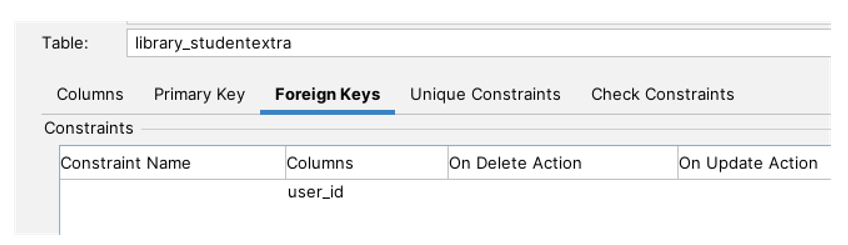 Table: library_studentextra
Columns Primary Key Foreign Keys Unique Constraints Check Constraints
Constraints
Constraint Name Columns On Delete Action On Update Action
user_id